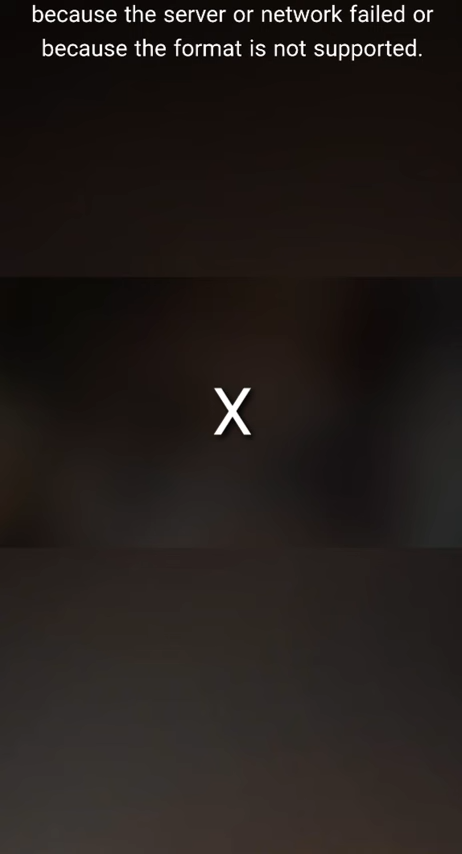 because the server or network failed or
because the format is not supported.
X